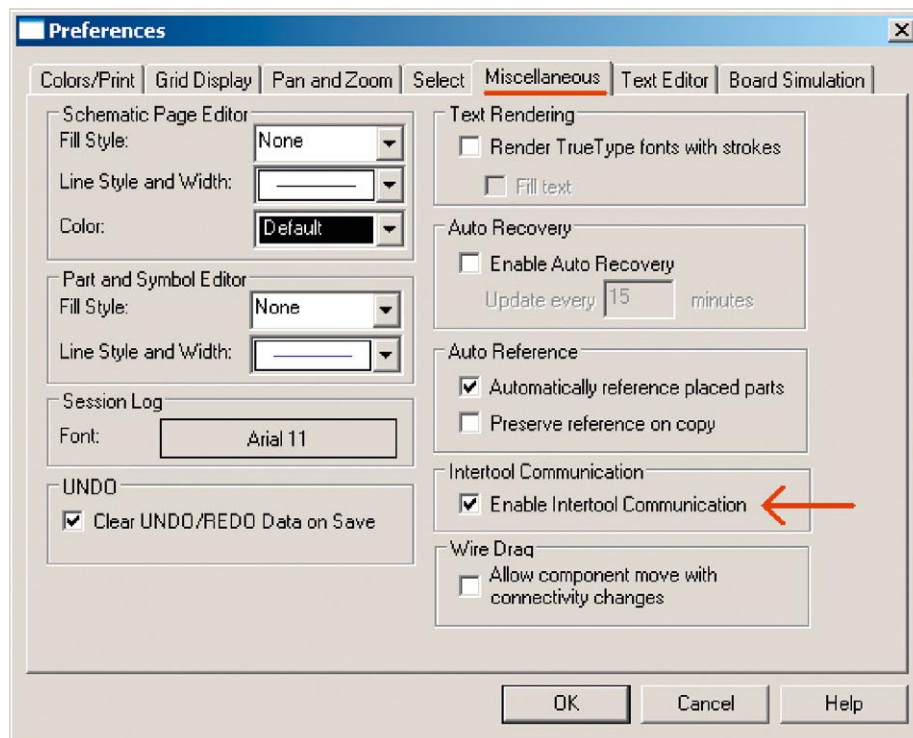 Preferences
Colors/Print Grid Display Pan and Zoom Select Miscellaneous Text Editor Board Simulation
Schematic Page Editor
Fill Style: None
Line Style and Width:
Color: Default
Part and Symbol Editor
Fill Style: None
Line Style and Width:
Session Log
Font: Arial 11
UNDO
Clear UNDO/REDO Data on Save
Text Rendering
Render TrueType fonts with strokes
Fill text
Auto Recovery
Enable Auto Recovery
Update every 15 minutes
Auto Reference
Automatically reference placed parts
Preserve reference on copy
Intertool Communication
Enable Intertool Communication
Wire Drag
Allow component move with
connectivity changes
OK Cancel Help